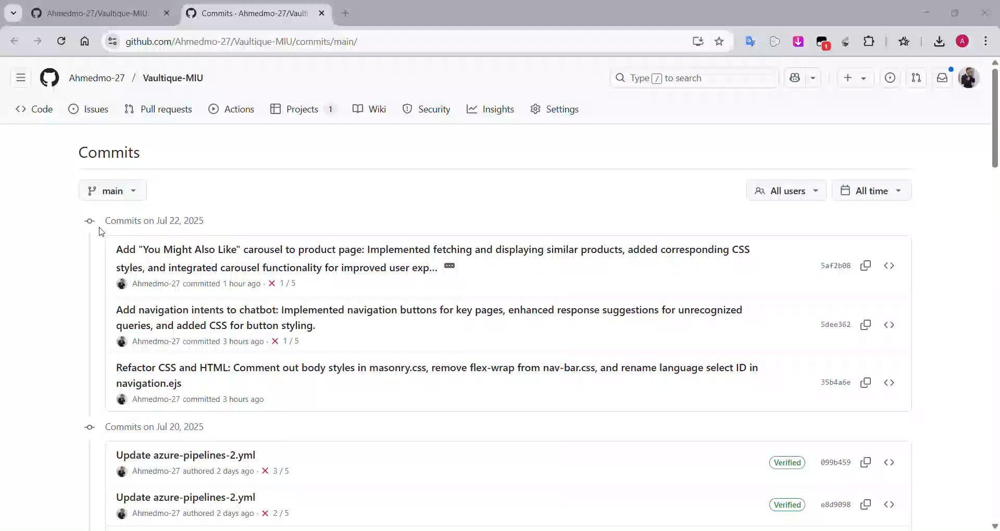 Ahmedmo-27/Vaultique-MIU.
Commits · Ahmedmo-27/Vaulti
github.com/Ahmedmo-27/Vaultique-MIU/commits/main/
1
A
Ahmedmo-27 / Vaultique-MIU
Type / to search
Code
Issues
Pull requests
Actions
Projects 1
Wiki
Security
Insights
Settings
Commits
main
All users
All time
Commits on Jul 22, 2025
Add "You Might Also Like" carousel to product page: Implemented fetching and displaying similar products, added corresponding CSS
styles, and integrated carousel functionality for improved user exp...
5af2b08
Ahmedmo-27 committed 1 hour ago · 1 / 5
Add navigation intents to chatbot: Implemented navigation buttons for key pages, enhanced response suggestions for unrecognized
queries, and added CSS for button styling.
5dee362
Ahmedmo-27 committed 3 hours ago · 1 / 5
Refactor CSS and HTML: Comment out body styles in masonry.css, remove flex-wrap from nav-bar.css, and rename language select ID in
navigation.ejs
35b4a6e
Ahmedmo-27 committed 3 hours ago
Commits on Jul 20, 2025
Update azure-pipelines-2.yml
Verified
099b459
Ahmedmo-27 authored 2 days ago · 3 / 5
Update azure-pipelines-2.yml
Verified
e8d9098
Ahmedmo-27 authored 2 days ago · 2 / 5